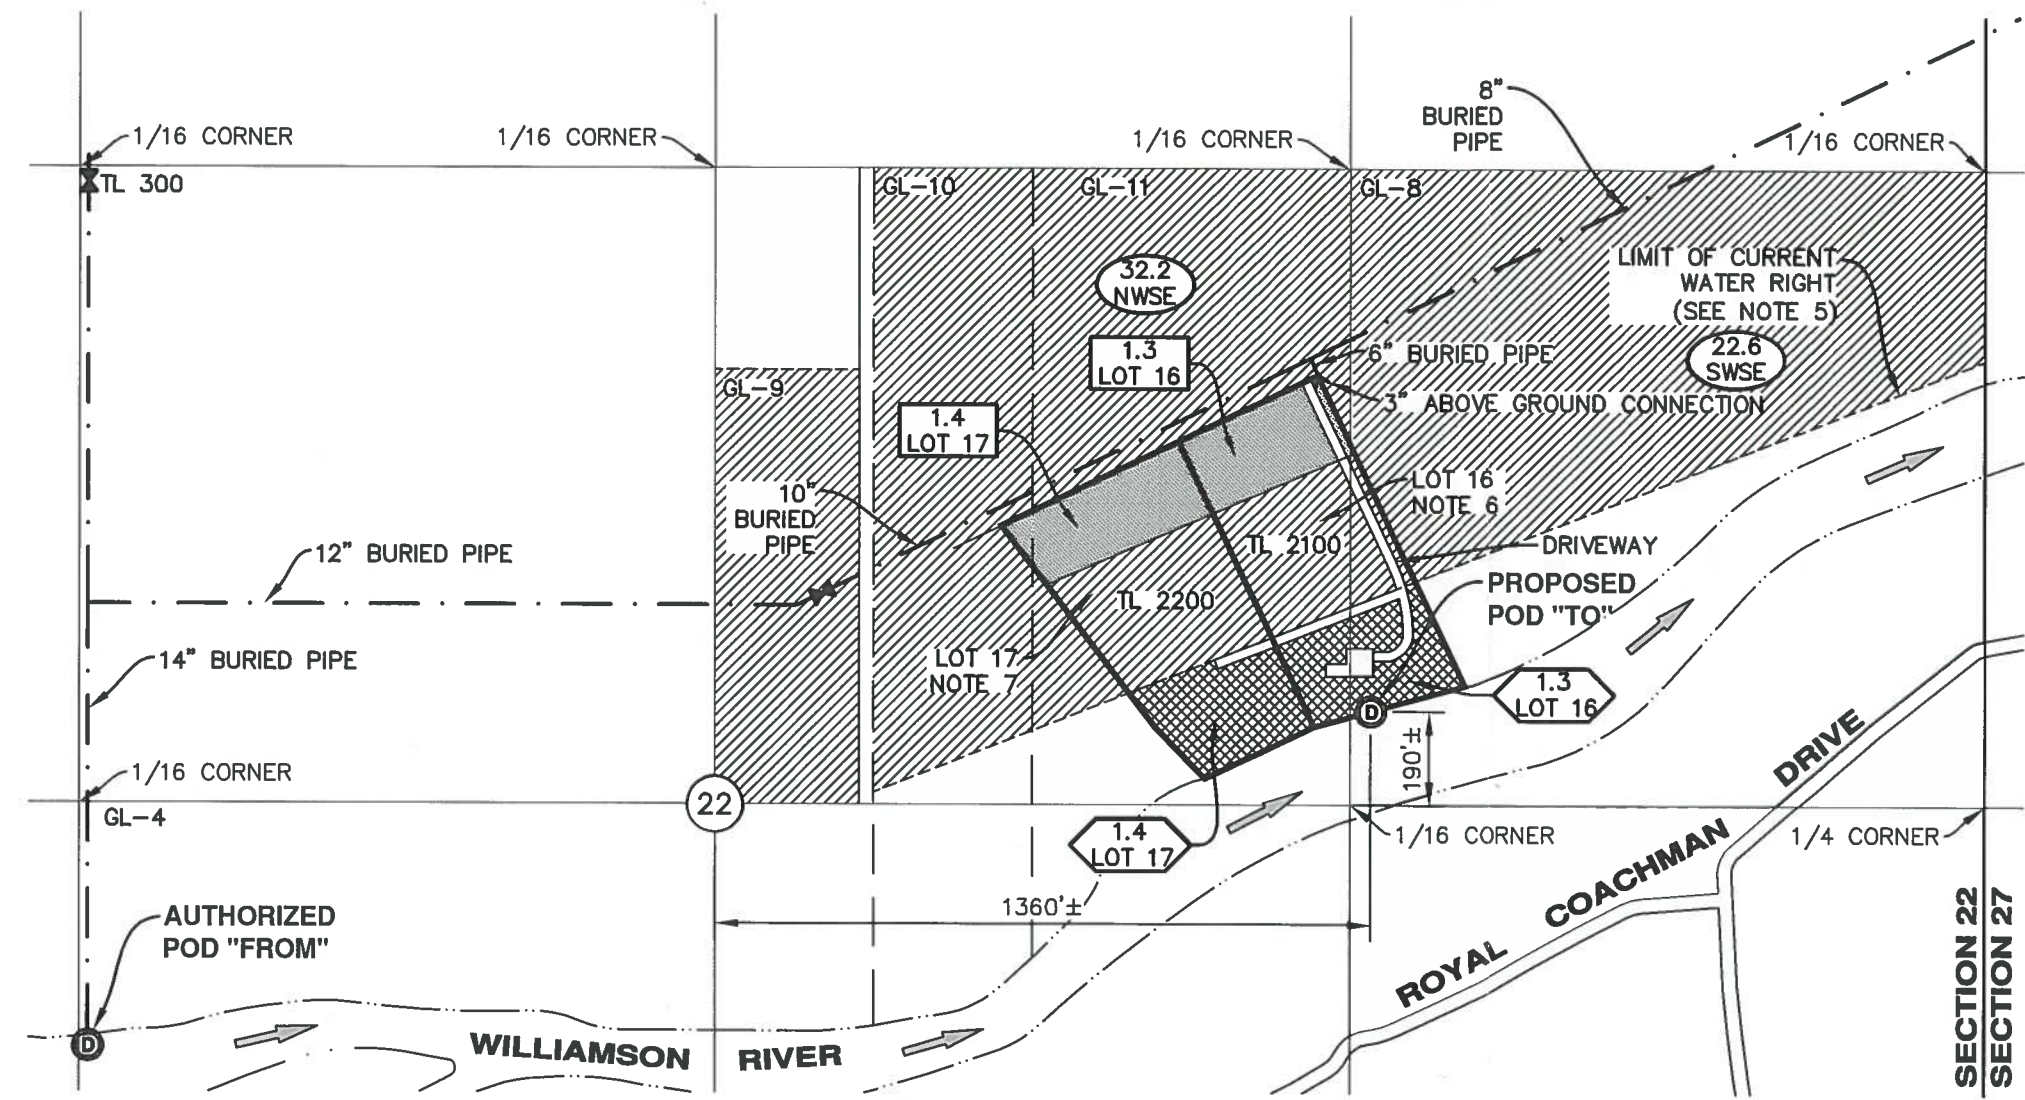 8"
BURIED
PIPE
1/16 CORNER
1/16 CORNER
1/16 CORNER
1/16 CORNER
TL 300
GL-10
GL-11
GL-8
32.2
NWSE
LIMIT OF CURRENT
WATER RIGHT
(SEE NOTE 5)
1.3
LOT 16
6" BURIED PIPE
22.6
SWSE
GL-9
3" ABOVE GROUND CONNECTION
1.4
LOT 17
10"
BURIED
PIPE
LOT 16
NOTE 6
12" BURIED PIPE
TL 2100
DRIVEWAY
TL 2200
PROPOSED
POD "TO"
14" BURIED PIPE
LOT 17
NOTE 7
1.3
LOT 16
D
190'±
1/16 CORNER
GL-4
22
1.4
LOT 17
1/16 CORNER
1/4 CORNER
1360'±
AUTHORIZED
POD "FROM"
D
WILLIAMSON RIVER
ROYAL COACHMAN DRIVE
SECTION 22
SECTION 27